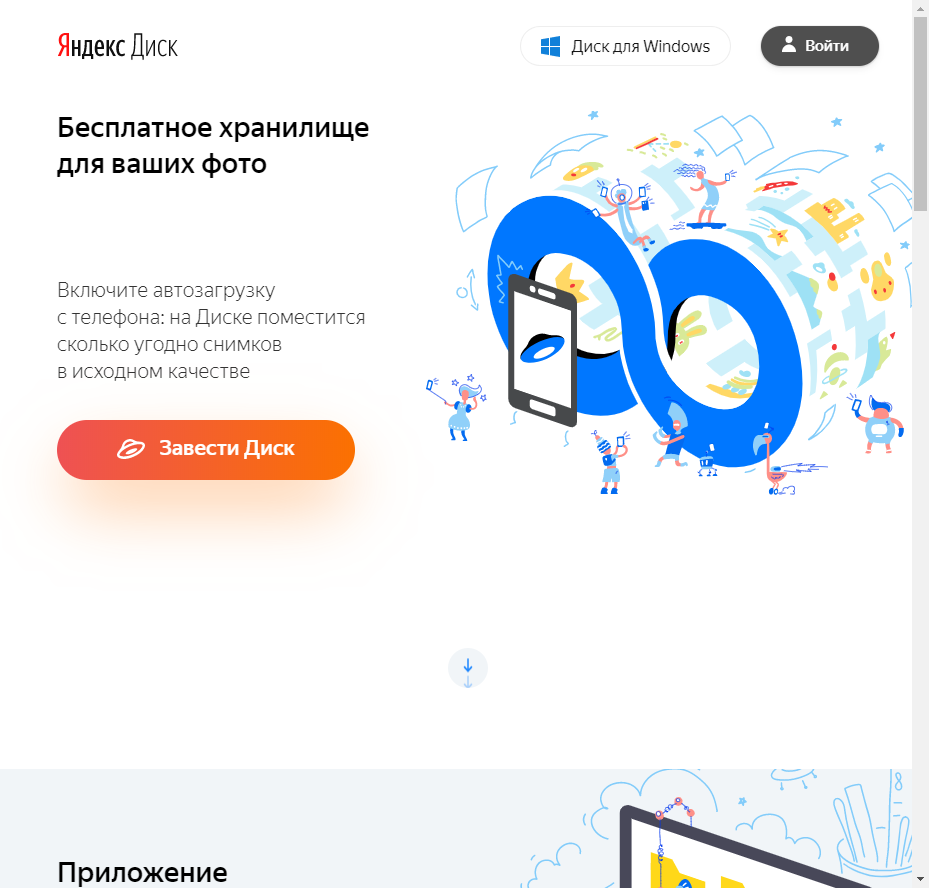 Яндекс Диск
Диск для Windows
Войти
Бесплатное хранилище
для ваших фото
Включите автозагрузку
с телефона: на Диске поместится
сколько угодно снимков
в исходном качестве
Завести Диск
Приложение